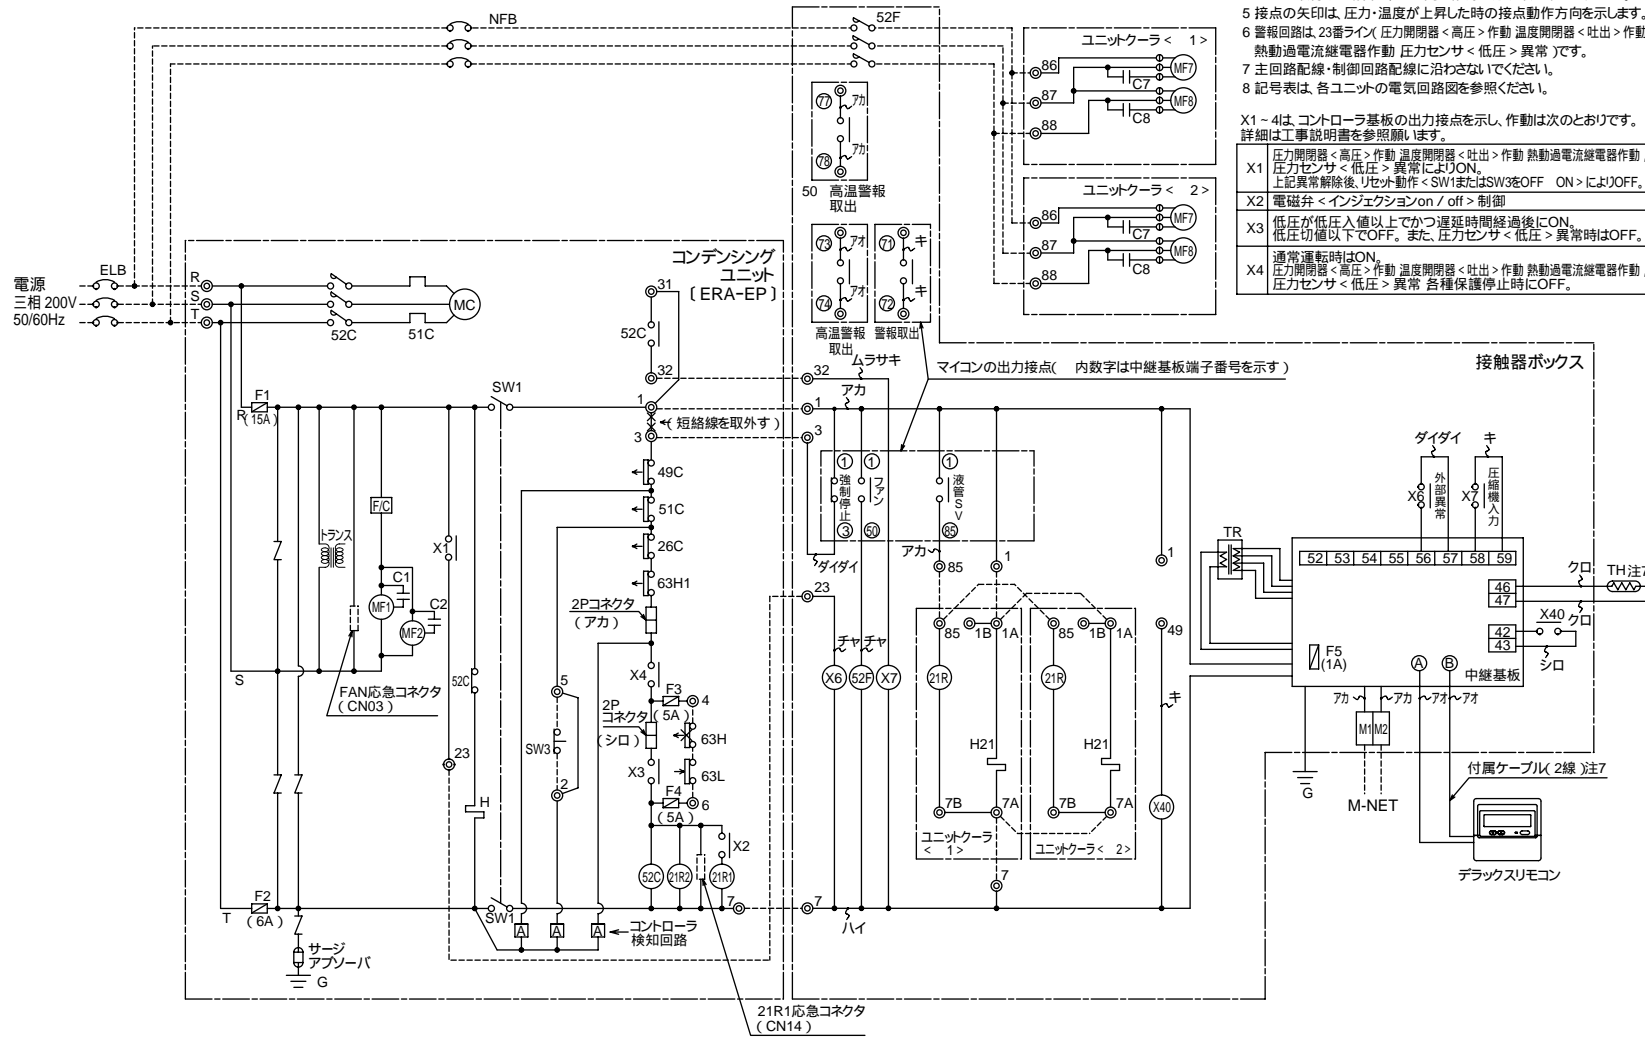 5 接点の矢印は、圧力・温度が上昇した時の接点動作方向を示します。
6 警報回路は、23番ライン( 圧力開閉器 < 高圧 > 作動 温度開閉器 < 吐出 > 作動
熱動過電流継電器作動 圧力センサ < 低圧 > 異常 )です。
7 主回路配線・制御回路配線に沿わさないでください。
8 記号表は、各ユニットの電気回路図を参照ください。
X1 ~ 4は、コントローラ基板の出力接点を示し、作動は次のとおりです。
詳細は工事説明書を参照願います。
X1
圧力開閉器 < 高圧 > 作動 温度開閉器 < 吐出 > 作動 熱動過電流継電器作動
圧力センサ < 低圧 > 異常によりON。
上記異常解除後、リセット動作 < SW1またはSW3をOFF ON > によりOFF。
X2 電磁弁 < インジェクションon / off > 制御
X3
低圧が低圧入値以上でかつ遅延時間経過後にON。
低圧切値以下でOFF。また、圧力センサ < 低圧 > 異常時はOFF。
X4
通常運転時はON。
圧力開閉器 < 高圧 > 作動 温度開閉器 < 吐出 > 作動 熱動過電流継電器作動
圧力センサ < 低圧 > 異常 各種保護停止時にOFF。
NFB
52F
ユニットクーラ < 1 >
86
87
88
C7
C8
MF7
MF8
ユニットクーラ < 2 >
86
87
88
C7
C8
MF7
MF8
77
アカ
78
アカ
50 高温警報
取出
73
アオ
74
アオ
高温警報
取出
71
キ
72
キ
警報取出
電源
三相 200V
50/60Hz
ELB
R
S
T
52C
51C
MC
コンデンシング
ユニット
〔 ERA-EP 〕
31
52C
32
1
( 短絡線を取外す )
3
49C
51C
26C
63H1
2Pコネクタ
( アカ )
X4
F3
( 5A )
4
2P
コネクタ
( シロ )
63H
X3
63L
F4
( 5A )
6
X2
52C
21R2
21R1
7
F1
R
( 15A )
SW1
トランス
F/C
C1
C2
MF1
MF2
X1
52C
S
FAN応急コネクタ
( CN03 )
23
H
5
SW3
2
F2
( 6A )
T
SW1
A
A
A
コントローラ
検知回路
サージ
アブソーバ
G
21R1応急コネクタ
( CN14 )
接触器ボックス
マイコンの出力接点( 内数字は中継基板端子番号を示す )
ムラサキ
32
アカ
1
3
1
強制停止
3
1
ファン
50
1
液管SV
85
ダイダイ
アカ
85
1
23
チャ
チャ
X6
52F
X7
85
1B
1A
21R
H21
7B
7A
ユニットクーラ
< 1 >
85
1B
1A
21R
H21
7B
7A
ユニットクーラ < 2 >
7
7
ハイ
1
49
キ
X40
ダイダイ
キ
X6
外部異常
X7
圧縮機入力
TR
52 53 54 55 56 57 58 59
46
47
42
43
クロ
クロ
TH注7
X40
シロ
F5
(1A)
A
B
中継基板
アカ
アカ
アオ
アオ
M1
M2
G
M-NET
付属ケーブル( 2線 )注7
デラックスリモコン